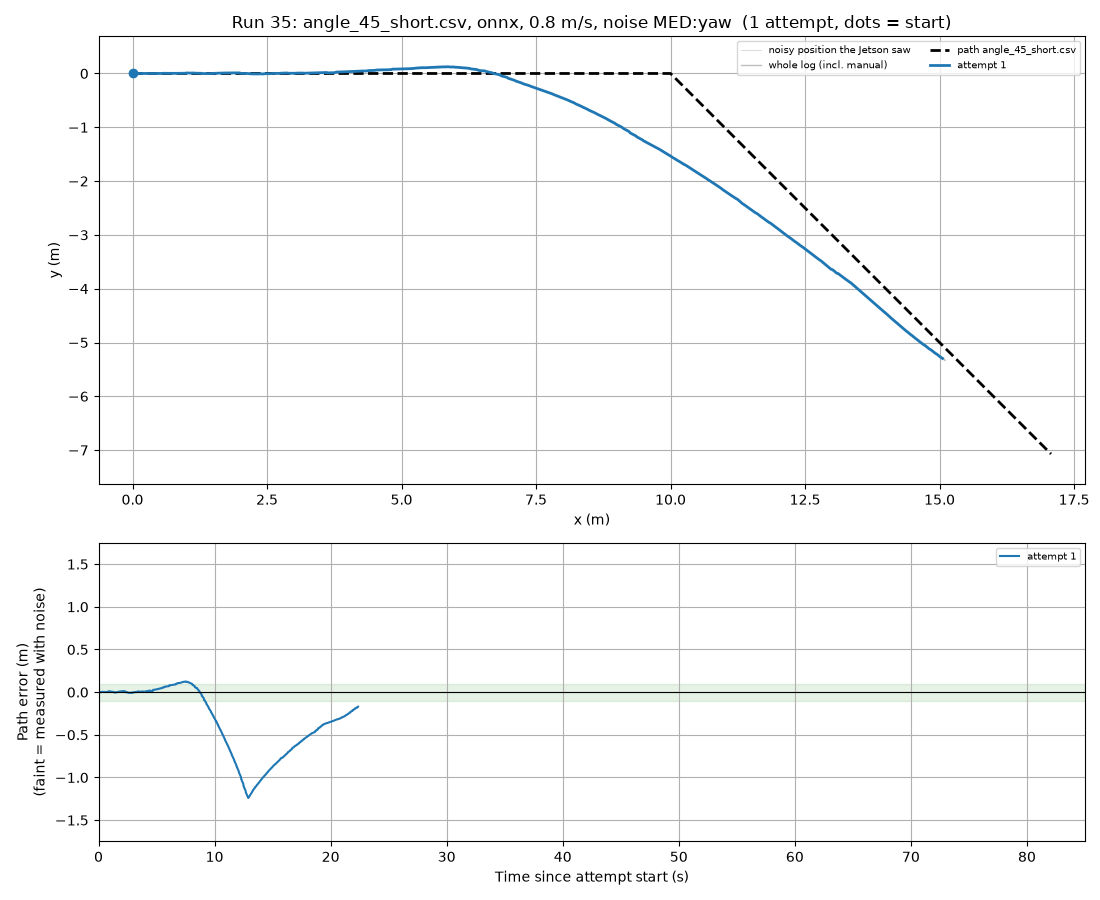 Run 35: angle_45_short.csv, onnx, 0.8 m/s, noise MED:yaw  (1 attempt, dots = start)
noisy position the Jetson saw
whole log (incl. manual)
path angle_45_short.csv
attempt 1
y (m)
0
−1
−2
−3
−4
−5
−6
−7
0.0 2.5 5.0 7.5 10.0 12.5 15.0 17.5
x (m)
attempt 1
Path error (m)
(faint = measured with noise)
1.5
1.0
0.5
0.0
−0.5
−1.0
−1.5
0 10 20 30 40 50 60 70 80
Time since attempt start (s)